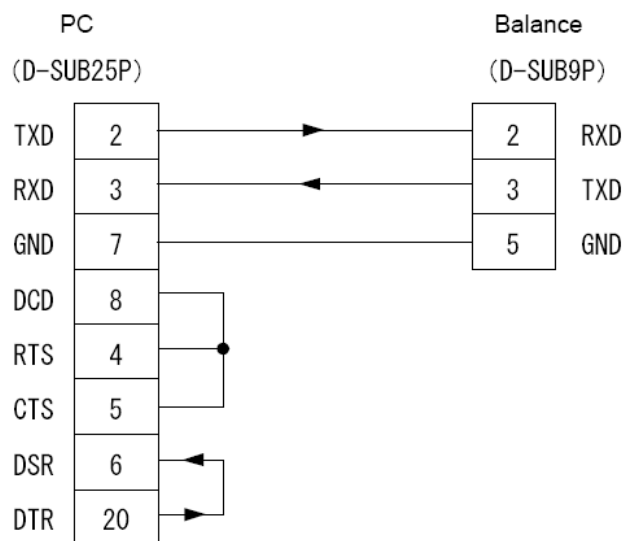 PC Balance
(D-SUB25P) (D-SUB9P)
TXD 2 2 RXD
RXD 3 3 TXD
GND 7 5 GND
DCD 8
RTS 4
CTS 5
DSR 6
DTR 20